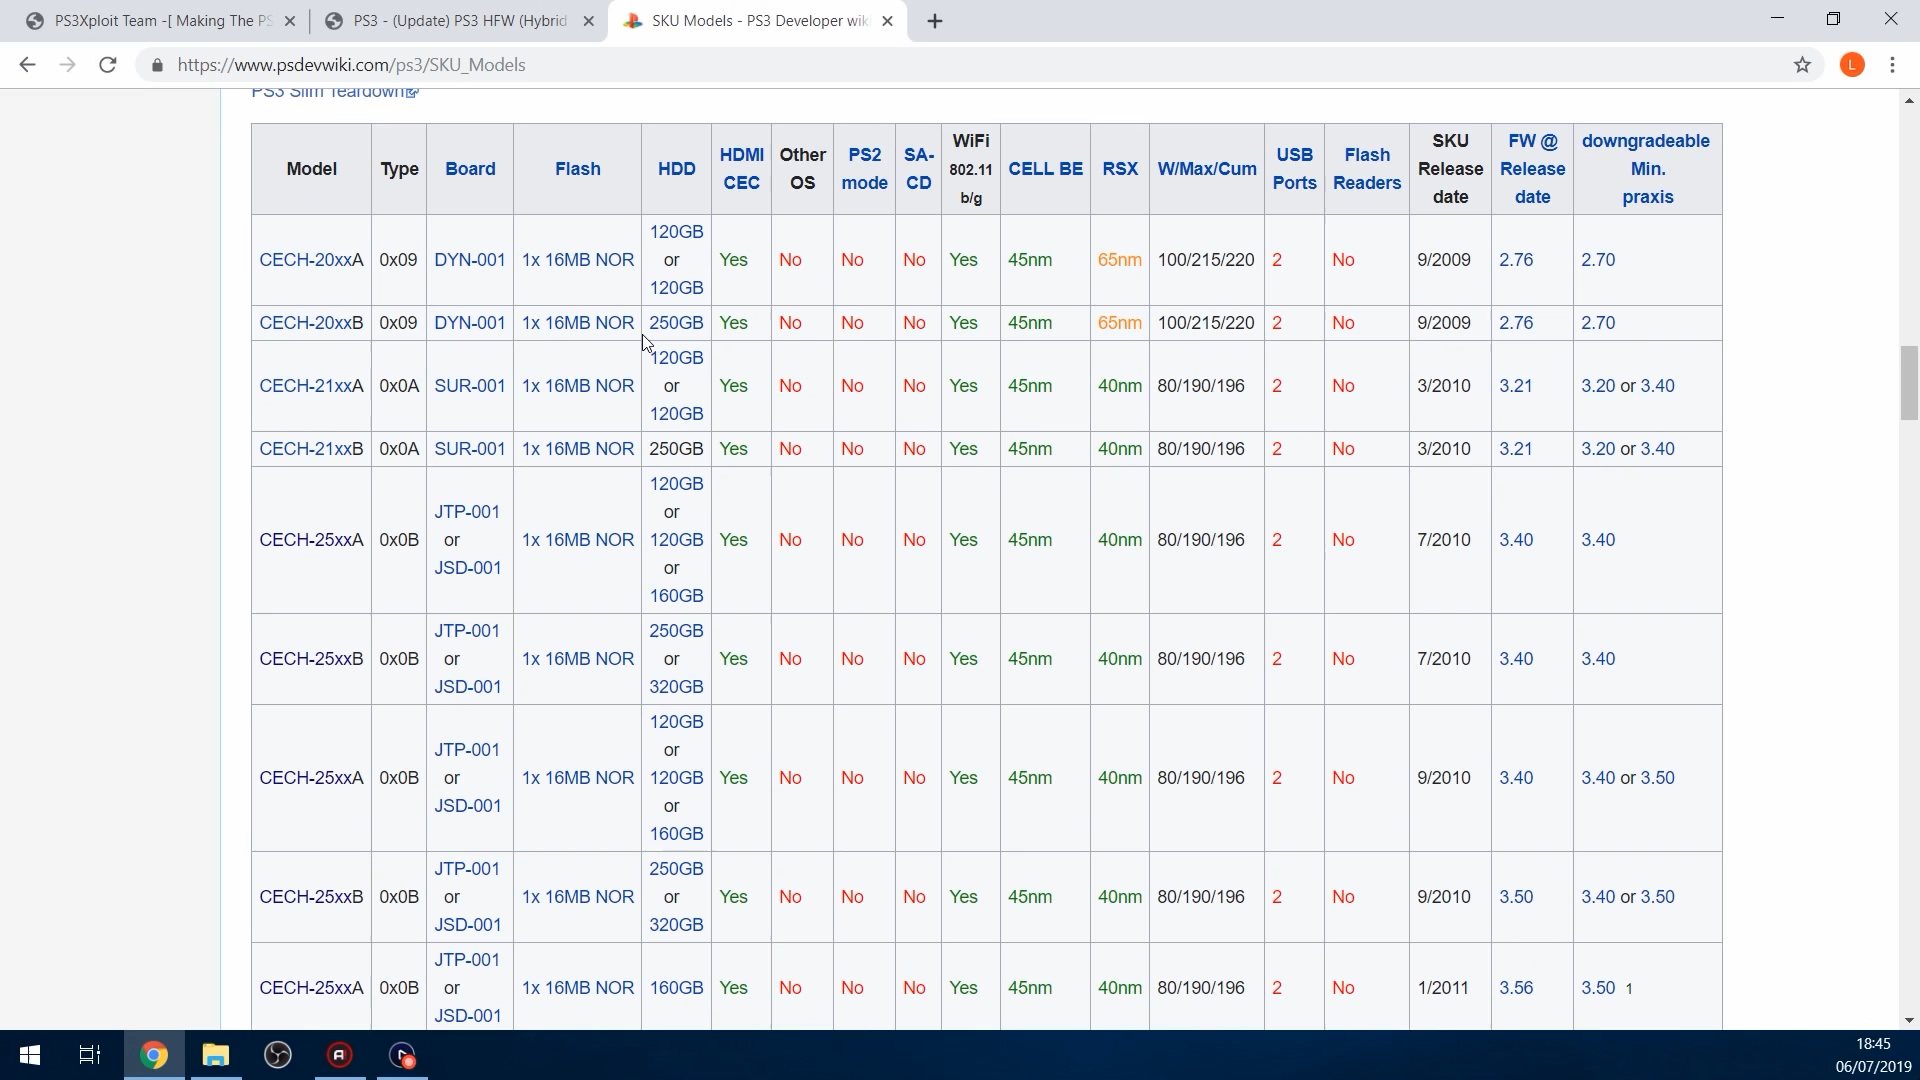 PS3Xploit Team -[ Making The PS
PS3 - (Update) PS3 HFW (Hybrid
SKU Models - PS3 Developer wik
L
https://www.psdevwiki.com/ps3/SKU_Models
PS3 Slim Teardown
Model Type Board Flash HDD HDMI CEC Other OS PS2 mode SA-CD WiFi 802.11 b/g CELL BE RSX W/Max/Cum USB Ports Flash Readers SKU Release date FW @ Release date downgradeable Min. praxis
CECH-20xxA 0x09 DYN-001 1x 16MB NOR 120GB or 120GB Yes No No No Yes 45nm 65nm 100/215/220 2 No 9/2009 2.76 2.70
CECH-20xxB 0x09 DYN-001 1x 16MB NOR 250GB Yes No No No Yes 45nm 65nm 100/215/220 2 No 9/2009 2.76 2.70
CECH-21xxA 0x0A SUR-001 1x 16MB NOR 120GB or 120GB Yes No No No Yes 45nm 40nm 80/190/196 2 No 3/2010 3.21 3.20 or 3.40
CECH-21xxB 0x0A SUR-001 1x 16MB NOR 250GB Yes No No No Yes 45nm 40nm 80/190/196 2 No 3/2010 3.21 3.20 or 3.40
CECH-25xxA 0x0B JTP-001 or JSD-001 1x 16MB NOR 120GB or 120GB or 160GB Yes No No No Yes 45nm 40nm 80/190/196 2 No 7/2010 3.40 3.40
CECH-25xxB 0x0B JTP-001 or JSD-001 1x 16MB NOR 250GB or 320GB Yes No No No Yes 45nm 40nm 80/190/196 2 No 7/2010 3.40 3.40
CECH-25xxA 0x0B JTP-001 or JSD-001 1x 16MB NOR 120GB or 120GB or 160GB Yes No No No Yes 45nm 40nm 80/190/196 2 No 9/2010 3.40 3.40 or 3.50
CECH-25xxB 0x0B JTP-001 or JSD-001 1x 16MB NOR 250GB or 320GB Yes No No No Yes 45nm 40nm 80/190/196 2 No 9/2010 3.50 3.40 or 3.50
CECH-25xxA 0x0B JTP-001 or JSD-001 1x 16MB NOR 160GB Yes No No No Yes 45nm 40nm 80/190/196 2 No 1/2011 3.56 3.50 1
18:45
06/07/2019